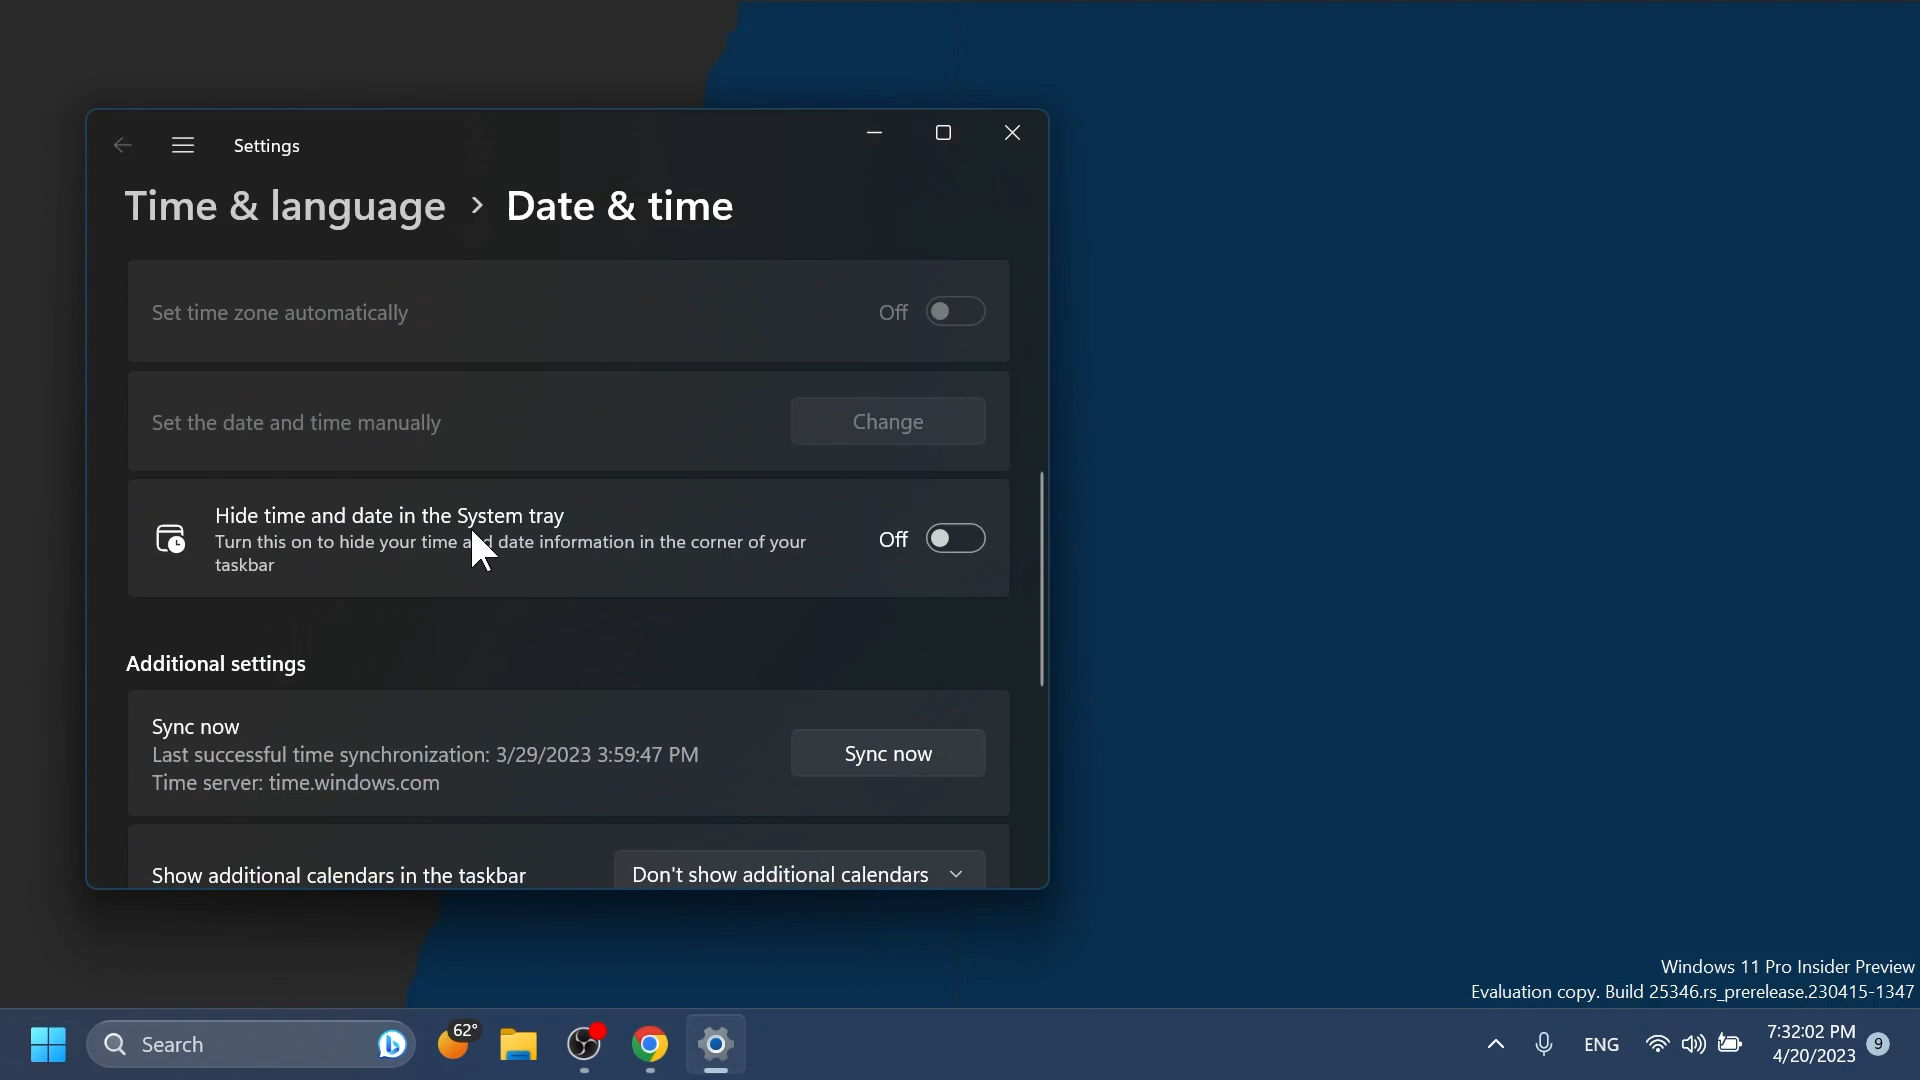 Settings
Time & language > Date & time
Set time zone automatically Off
Set the date and time manually Change
Hide time and date in the System tray
Turn this on to hide your time and date information in the corner of your
taskbar
Off
Additional settings
Sync now
Last successful time synchronization: 3/29/2023 3:59:47 PM
Time server: time.windows.com
Sync now
Show additional calendars in the taskbar Don't show additional calendars
Windows 11 Pro Insider Preview
Evaluation copy. Build 25346.rs_prerelease.230415-1347
Search
62°
ENG
7:32:02 PM
4/20/2023
9